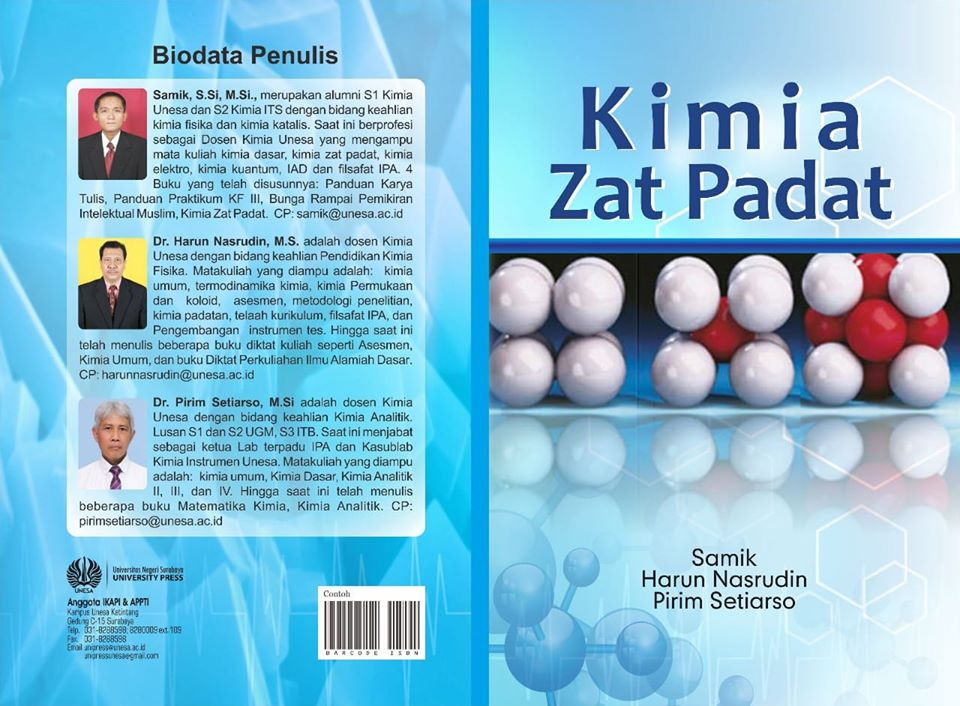 Biodata Penulis
Samik, S.Si, M.Si., merupakan alumni S1 Kimia
Unesa dan S2 Kimia ITS dengan bidang keahlian
kimia fisika dan kimia katalis. Saat ini berprofesi
sebagai Dosen Kimia Unesa yang mengampu
mata kuliah kimia dasar, kimia zat padat, kimia
elektro, kimia kuantum, IAD dan filsafat IPA. 4
Buku yang telah disusunnya: Panduan Karya
Tulis, Panduan Praktikum KF III, Bunga Rampai Pemikiran
Intelektual Muslim, Kimia Zat Padat. CP: samik@unesa.ac.id
Dr. Harun Nasrudin, M.S. adalah dosen Kimia
Unesa dengan bidang keahlian Pendidikan Kimia
Fisika. Matakuliah yang diampu adalah: kimia
umum, termodinamika kimia, kimia Permukaan
dan koloid, asesmen, metodologi penelitian,
kimia padatan, telaah kurikulum, filsafat IPA, dan
Pengembangan instrumen tes. Hingga saat ini
telah menulis beberapa buku diktat kuliah seperti Asesmen,
Kimia Umum, dan buku Diktat Perkuliahan Ilmu Alamiah Dasar.
CP: harunnasrudin@unesa.ac.id
Dr. Pirim Setiarso, M.Si adalah dosen Kimia
Unesa dengan bidang keahlian Kimia Analitik.
Lusan S1 dan S2 UGM, S3 ITB. Saat ini menjabat
sebagai ketua Lab terpadu IPA dan Kasublab
Kimia Instrumen Unesa. Matakuliah yang diampu
adalah: kimia umum, Kimia Dasar, Kimia Analitik
II, III, dan IV. Hingga saat ini telah menulis
beberapa buku Matematika Kimia, Kimia Analitik. CP:
pirimsetiarso@unesa.ac.id
UNESA
Universitas Negeri Surabaya
UNIVERSITY PRESS
Anggota IKAPI & APPTI
Kampus Unesa Ketintang
Gedung C-15 Surabaya
Telp. 031-8288598; 8280009 ext.109
Fax. 031-8288598
Email unipress@unesa.ac.id
unipressunesa@gmail.com
Contoh
BARCODE ISBN
Kimia
Zat Padat
Samik
Harun Nasrudin
Pirim Setiarso